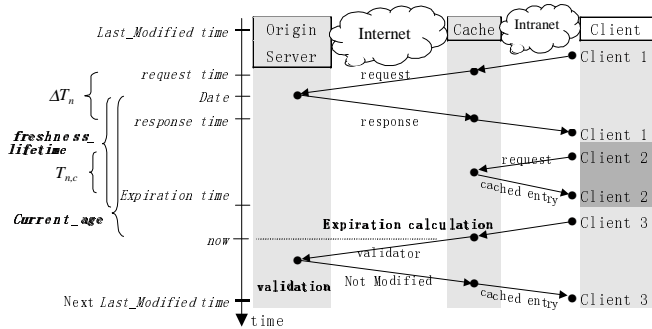 Last_Modified time
Origin
Server
Internet
Cache
Intranet
Client
Client 1
request time
request
ΔTn
Date
response time
response
Client 1
freshness_
lifetime
Client 2
request
Tn,c
cached entry
Expiration time
Client 2
Current_age
Expiration calculation
Client 3
now
validator
validation
Not Modified
cached entry
Next Last_Modified time
Client 3
time